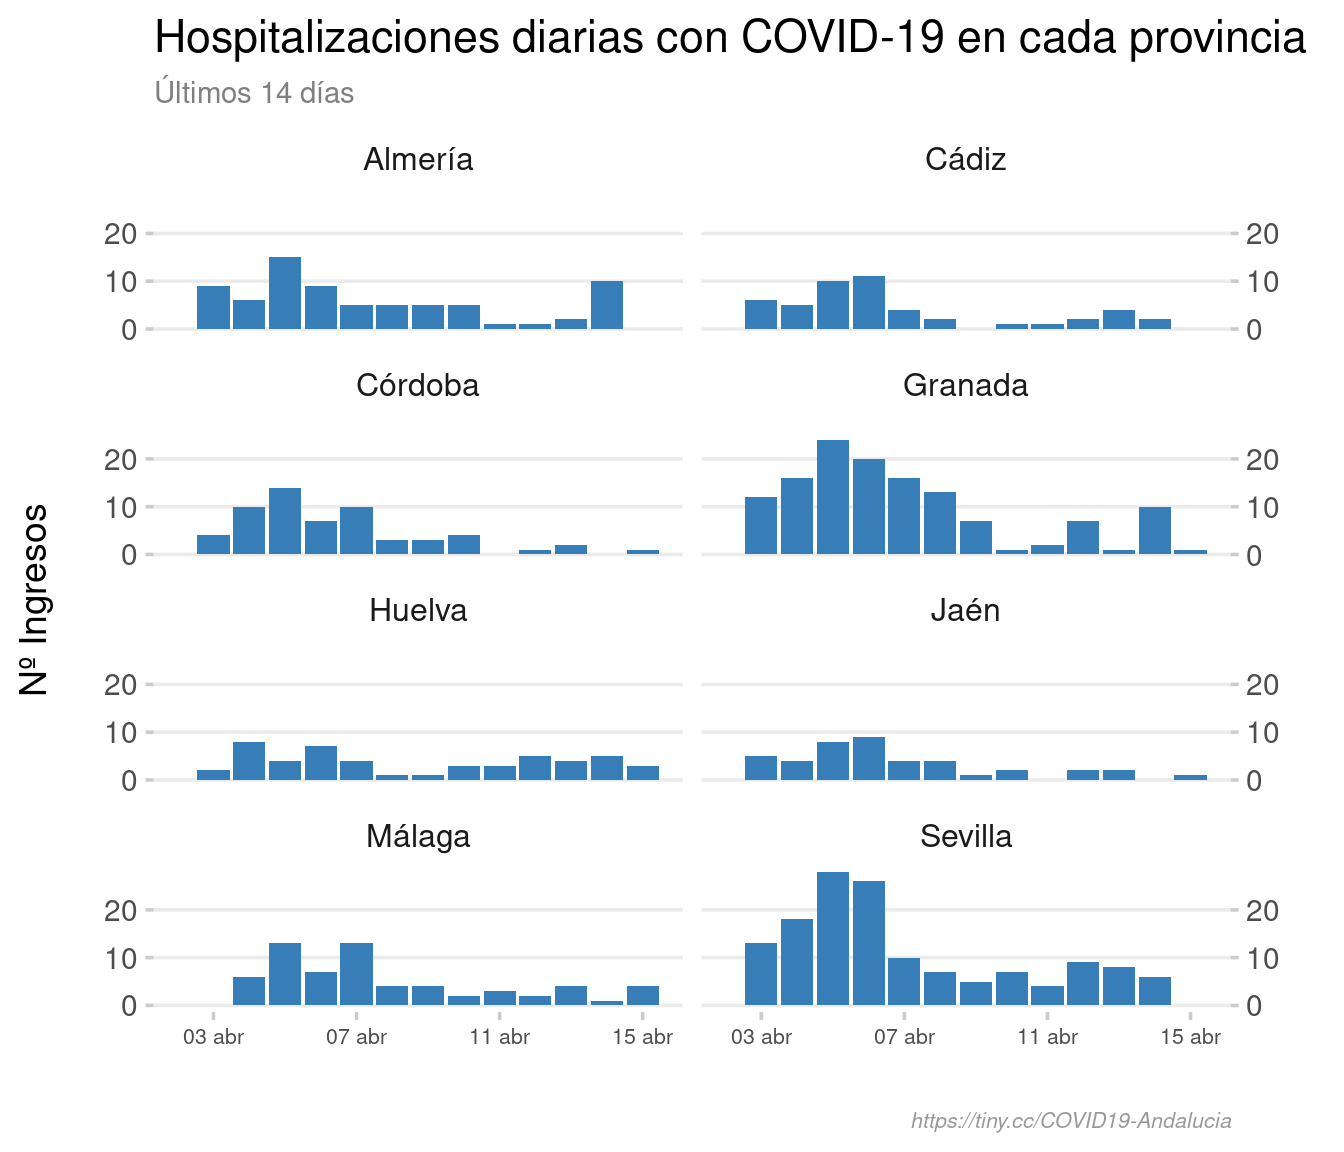 Hospitalizaciones diarias con COVID-19 en cada provincia
Últimos 14 días
Nº Ingresos
Almería
Cádiz
20
10
0
20
10
0
Córdoba
Granada
20
10
0
20
10
0
Huelva
Jaén
20
10
0
20
10
0
Málaga
Sevilla
20
10
0
20
10
0
03 abr 07 abr 11 abr 15 abr
03 abr 07 abr 11 abr 15 abr
https://tiny.cc/COVID19-Andalucia